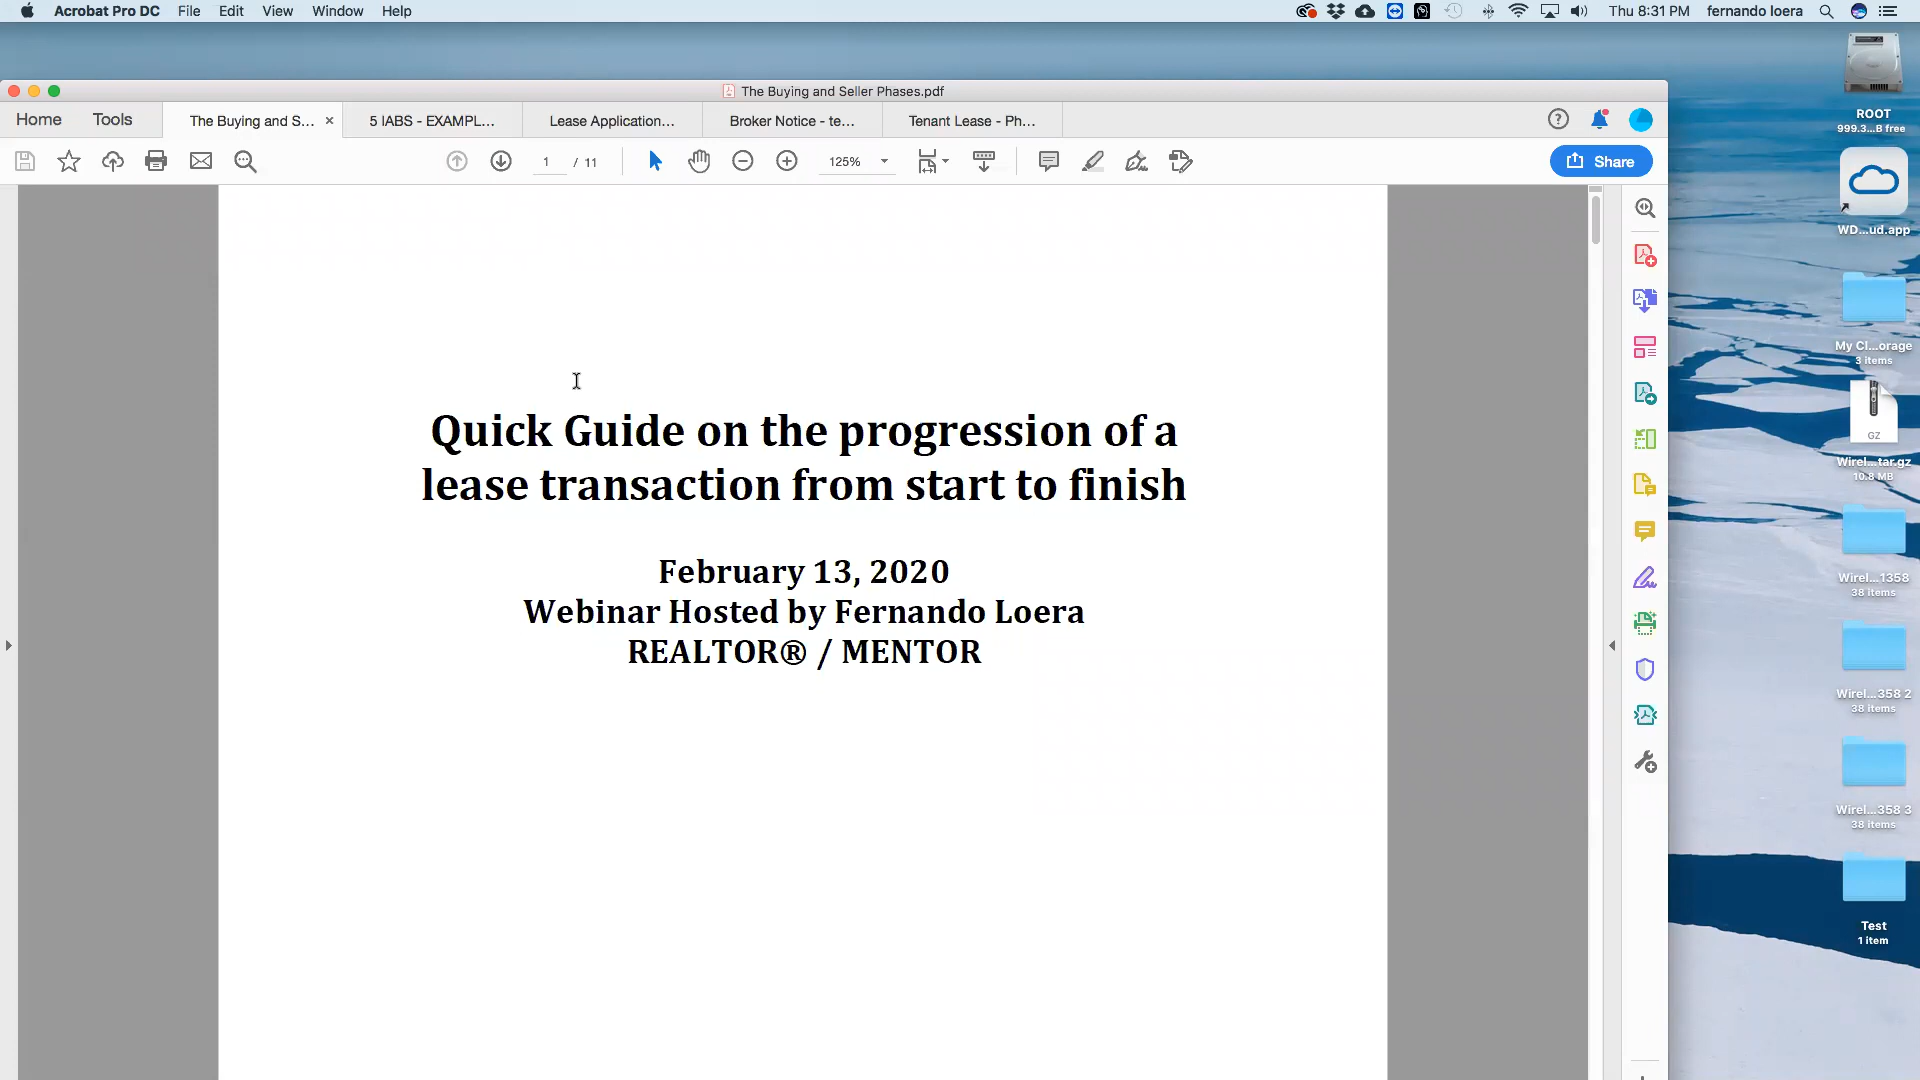 Acrobat Pro DC File Edit View Window Help
Thu 8:31 PM fernando loera
The Buying and Seller Phases.pdf
Home Tools The Buying and S... × 5 IABS - EXAMPL... Lease Application... Broker Notice - te... Tenant Lease - Ph...
1 / 11 125% Share
Quick Guide on the progression of a
lease transaction from start to finish
February 13, 2020
Webinar Hosted by Fernando Loera
REALTOR® / MENTOR
ROOT
999.3...B free
WD...ud.app
My Cl...orage
3 items
GZ
Wirel...tar.gz
10.8 MB
Wirel...1358
38 items
Wirel...358 2
38 items
Wirel...358 3
38 items
Test
1 item